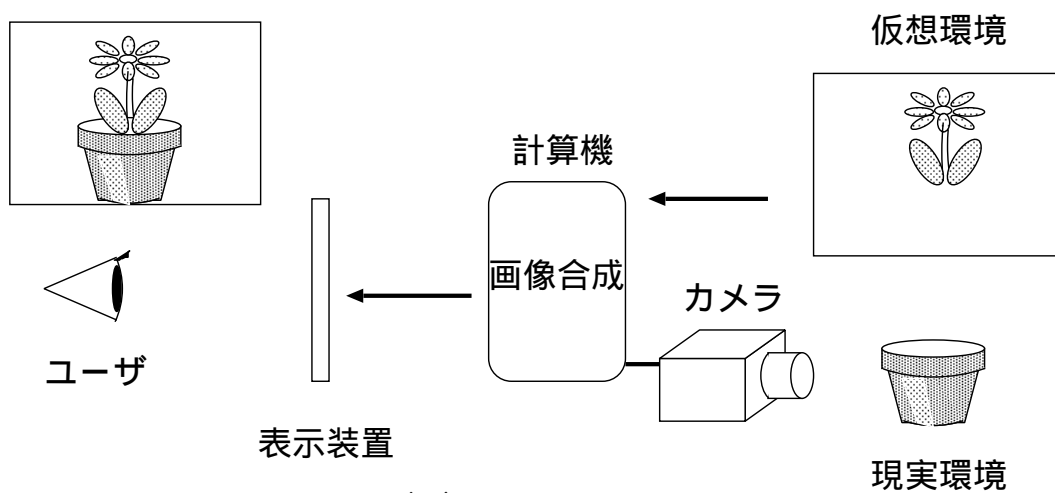 仮想環境
計算機
画像合成
カメラ
ユーザ
表示装置
現実環境